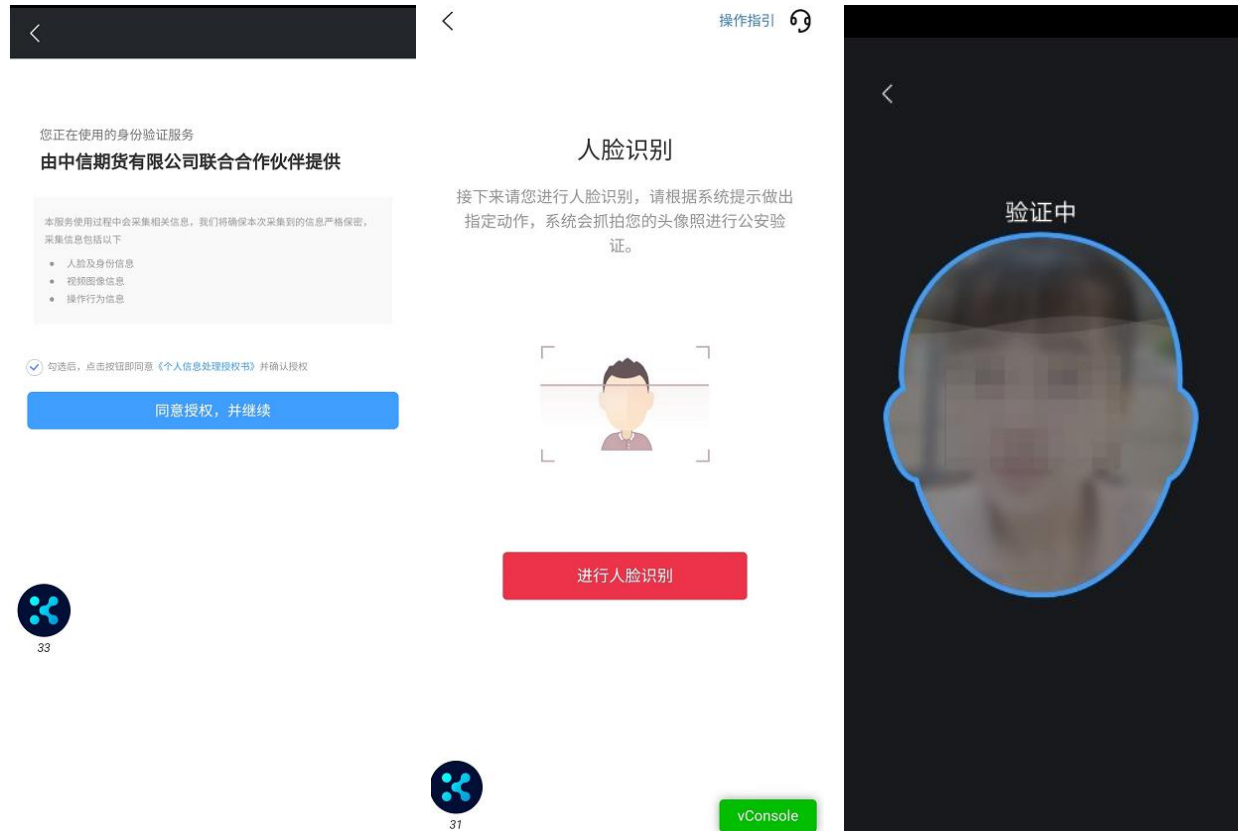 您正在使用的身份验证服务
由中信期货有限公司联合合作伙伴提供
本服务使用过程中会采集相关信息，我们将确保本次采集到的信息严格保密，
采集信息包括以下
人脸及身份信息
视频图像信息
操作行为信息
勾选后，点击按钮即同意《个人信息处理授权书》并确认授权
同意授权，并继续
33
操作指引
人脸识别
接下来请您进行人脸识别，请根据系统提示做出
指定动作，系统会抓拍您的头像照进行公安验
证。
进行人脸识别
31
vConsole
验证中